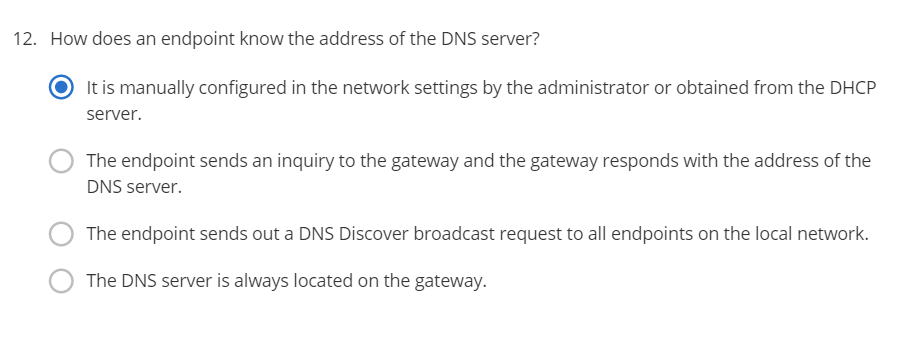 12. How does an endpoint know the address of the DNS server?
It is manually configured in the network settings by the administrator or obtained from the DHCP
server.
The endpoint sends an inquiry to the gateway and the gateway responds with the address of the
DNS server.
The endpoint sends out a DNS Discover broadcast request to all endpoints on the local network.
The DNS server is always located on the gateway.